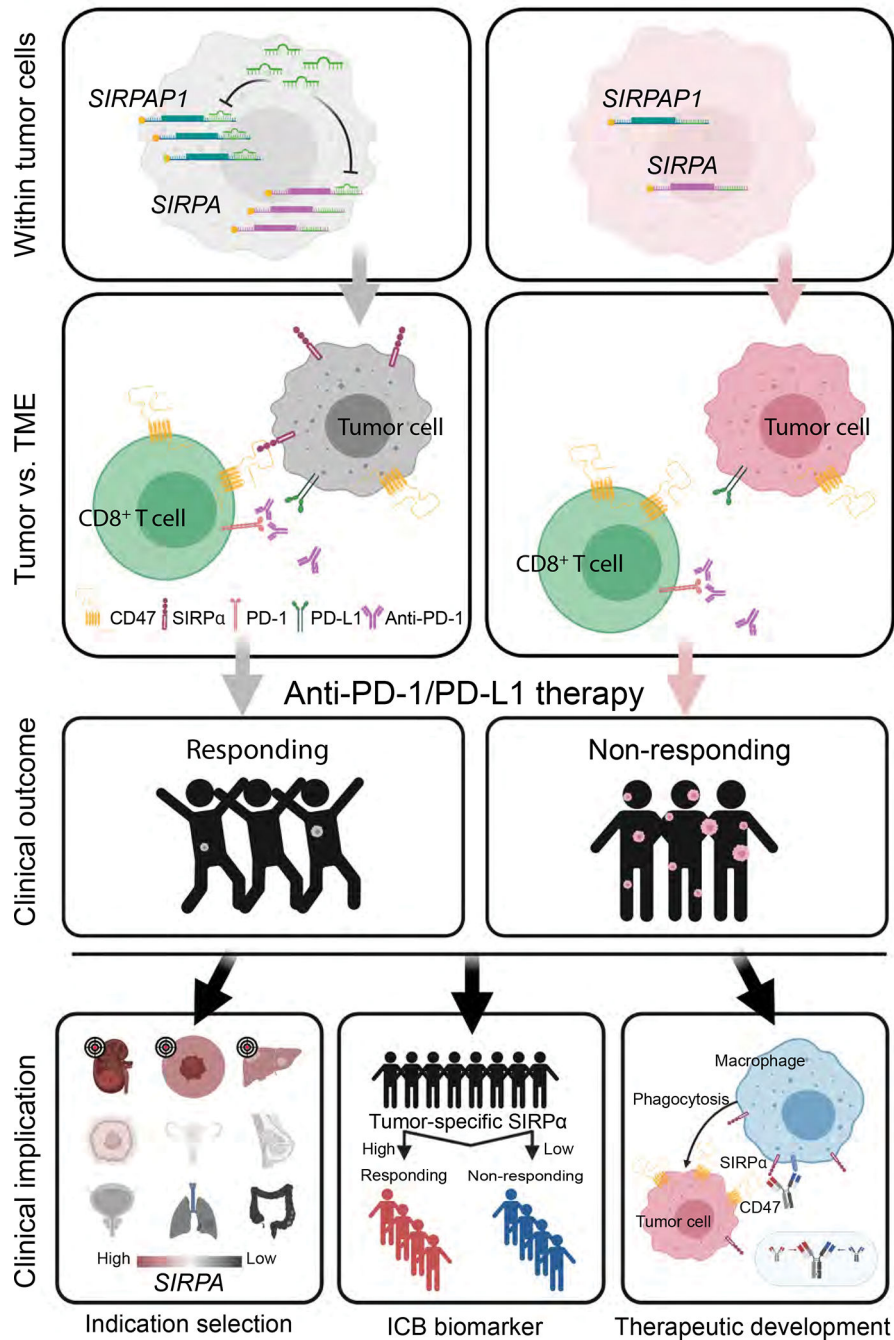 Within tumor cells
SIRPAP1
SIRPA
SIRPAP1
SIRPA
Tumor vs. TME
Tumor cell
CD8+ T cell
CD47 SIRPα PD-1 PD-L1 Anti-PD-1
Tumor cell
CD8+ T cell
Anti-PD-1/PD-L1 therapy
Clinical outcome
Responding
Non-responding
Clinical implication
High Low
SIRPA
Indication selection
Tumor-specific SIRPα
High Low
Responding Non-responding
ICB biomarker
Macrophage
Phagocytosis
SIRPα
CD47
Tumor cell
Therapeutic development